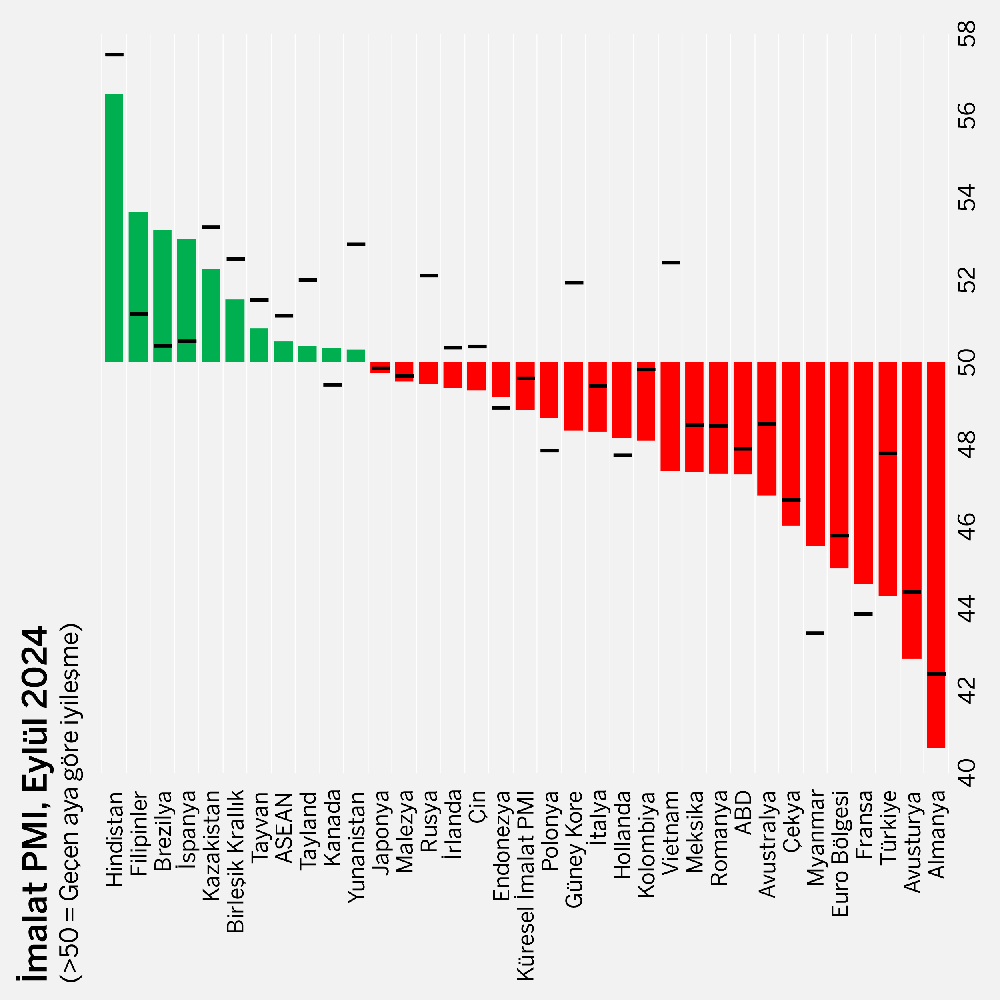 İmalat PMI, Eylül 2024
(>50 = Geçen aya göre iyileşme)
Hindistan
Filipinler
Brezilya
İspanya
Kazakistan
Birleşik Krallık
Tayvan
ASEAN
Tayland
Kanada
Yunanistan
Japonya
Malezya
Rusya
İrlanda
Çin
Endonezya
Küresel İmalat PMI
Polonya
Güney Kore
İtalya
Hollanda
Kolombiya
Vietnam
Meksika
Romanya
ABD
Avustralya
Çekya
Myanmar
Euro Bölgesi
Fransa
Türkiye
Avusturya
Almanya
40 42 44 46 48 50 52 54 56 58